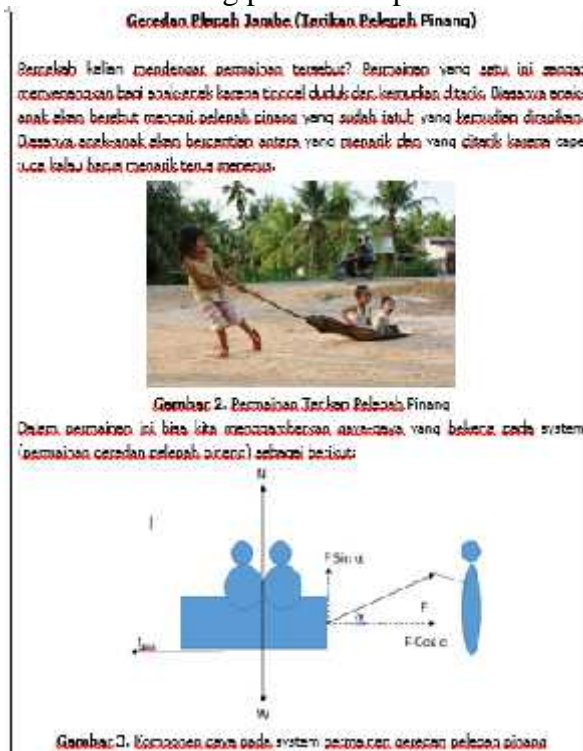 Geredan Plepah Jambe (Tarikan Pelepah Pinang)
Pernekah kalian mendengar permainan tersebut? Permainan yang satu ini sangat
menyenangkan bagi anak-anak karena tinggal duduk dan kemudian ditarik. Biasanya anak-
anak akan berebut mencari pelepah pinang yang sudah jatuh yang kemudian dirapikan.
Biasanya anak-anak akan bergantian antara yang menarik dan yang ditarik karena cape
juga kalau harus menarik terus menerus.
Gambar 2. Permainan Tarikan Pelepah Pinang
Dalam permainan ini bisa kita menggambarkan gaya-gaya yang bekerja pada system
(permainan geredan pelepah pinang) sebagai berikut:
N
F Sin α
α
F
F Cos α
W
Gambar 3. Komponen gaya pada system permainan geredan pelepah pinang